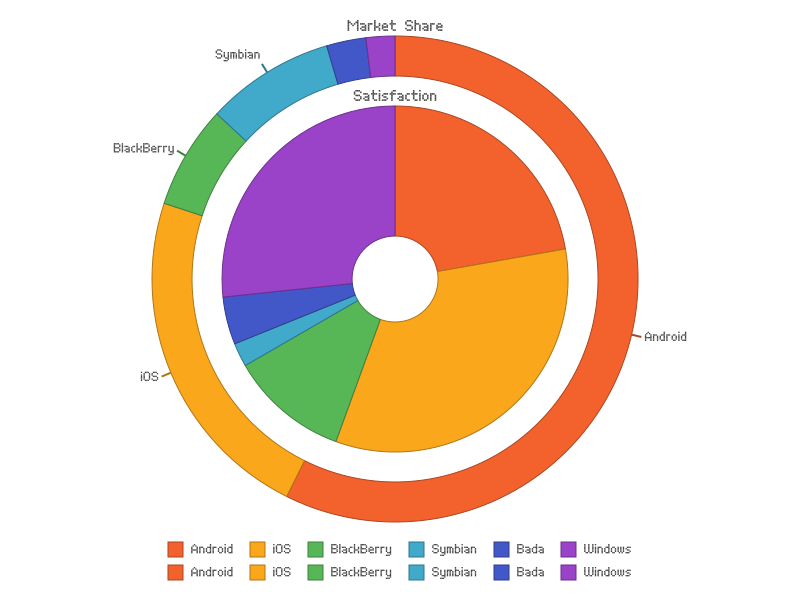 Market Share
Symbian
Satisfaction
BlackBerry
Android
iOS
Android iOS BlackBerry Symbian Bada Windows
Android iOS BlackBerry Symbian Bada Windows